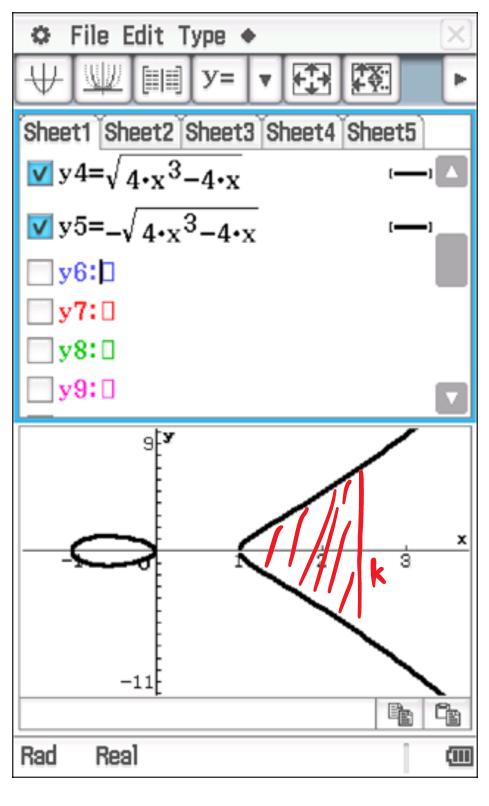 File Edit Type
y=
Sheet1 Sheet2 Sheet3 Sheet4 Sheet5
y4=√4·x³−4·x
y5=−√4·x³−4·x
y6:
y7:
y8:
y9:
9 y
x
-1 0 1 2 3
k
-11
Rad Real